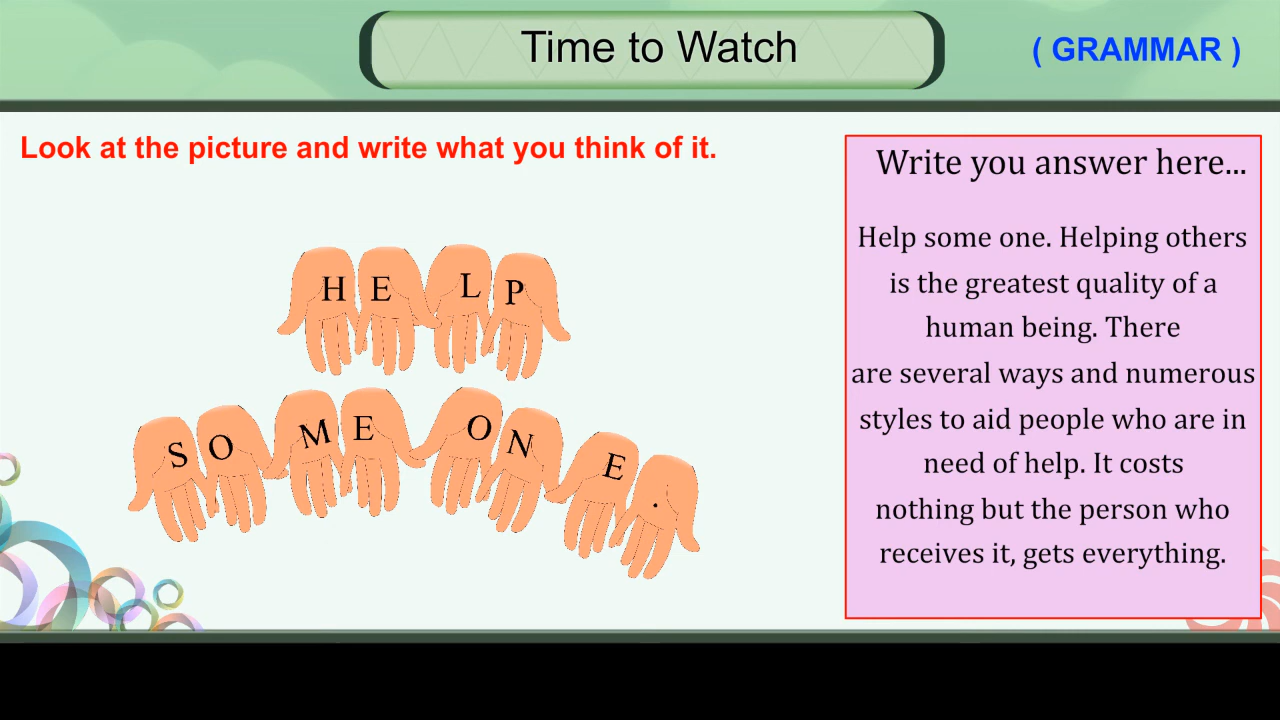 Time to Watch
( GRAMMAR )
Look at the picture and write what you think of it.
HELP
SOME ONE.
Write you answer here...
Help some one. Helping others
is the greatest quality of a
human being. There
are several ways and numerous
styles to aid people who are in
need of help. It costs
nothing but the person who
receives it, gets everything.